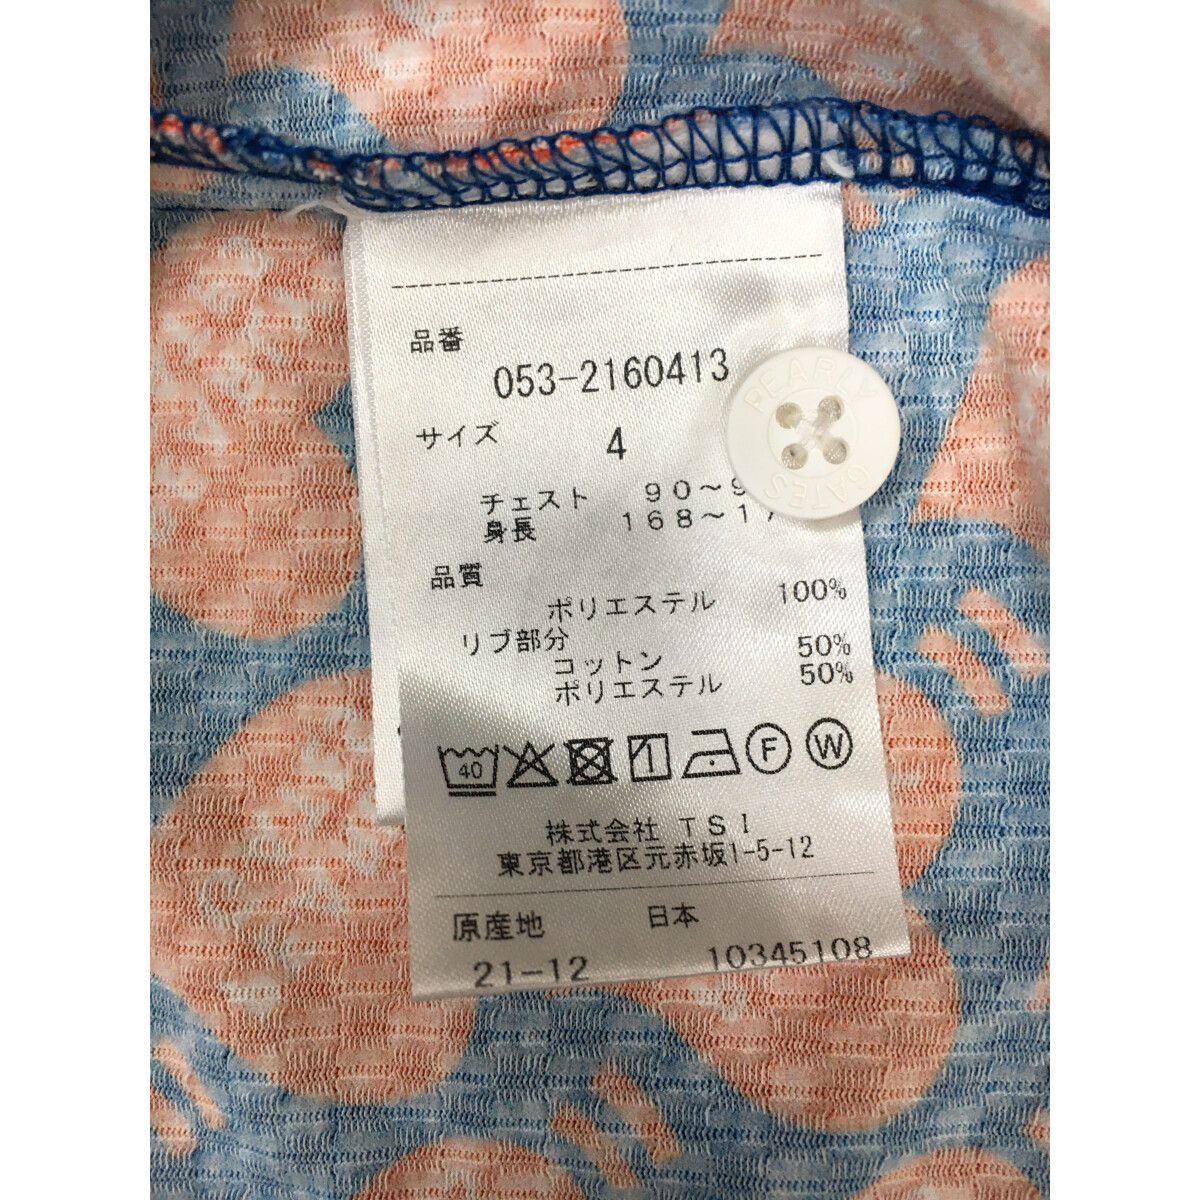 品番
053-2160413
サイズ 4
チェスト 90～9
身長 168～17
品質
ポリエステル 100%
リブ部分
コットン 50%
ポリエステル 50%
40 F W
株式会社 TSI
東京都港区元赤坂1-5-12
原産地 日本
21-12 10345108
PEARLY
GATES